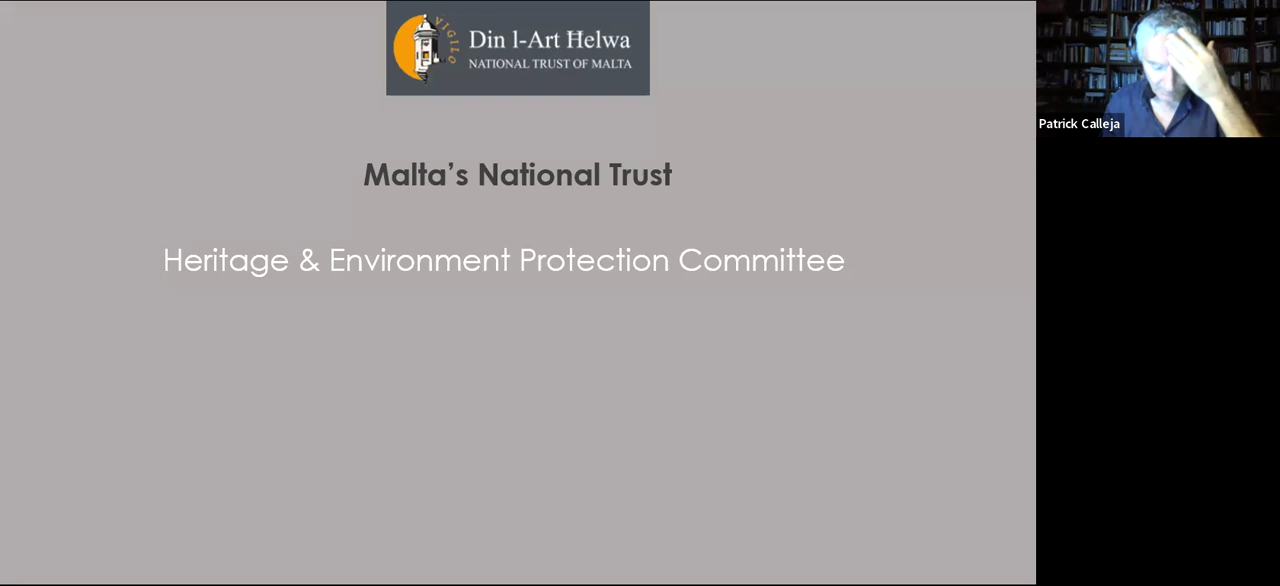 VIGILO
Din l-Art Helwa
NATIONAL TRUST OF MALTA
Patrick Calleja
Malta's National Trust
Heritage & Environment Protection Committee